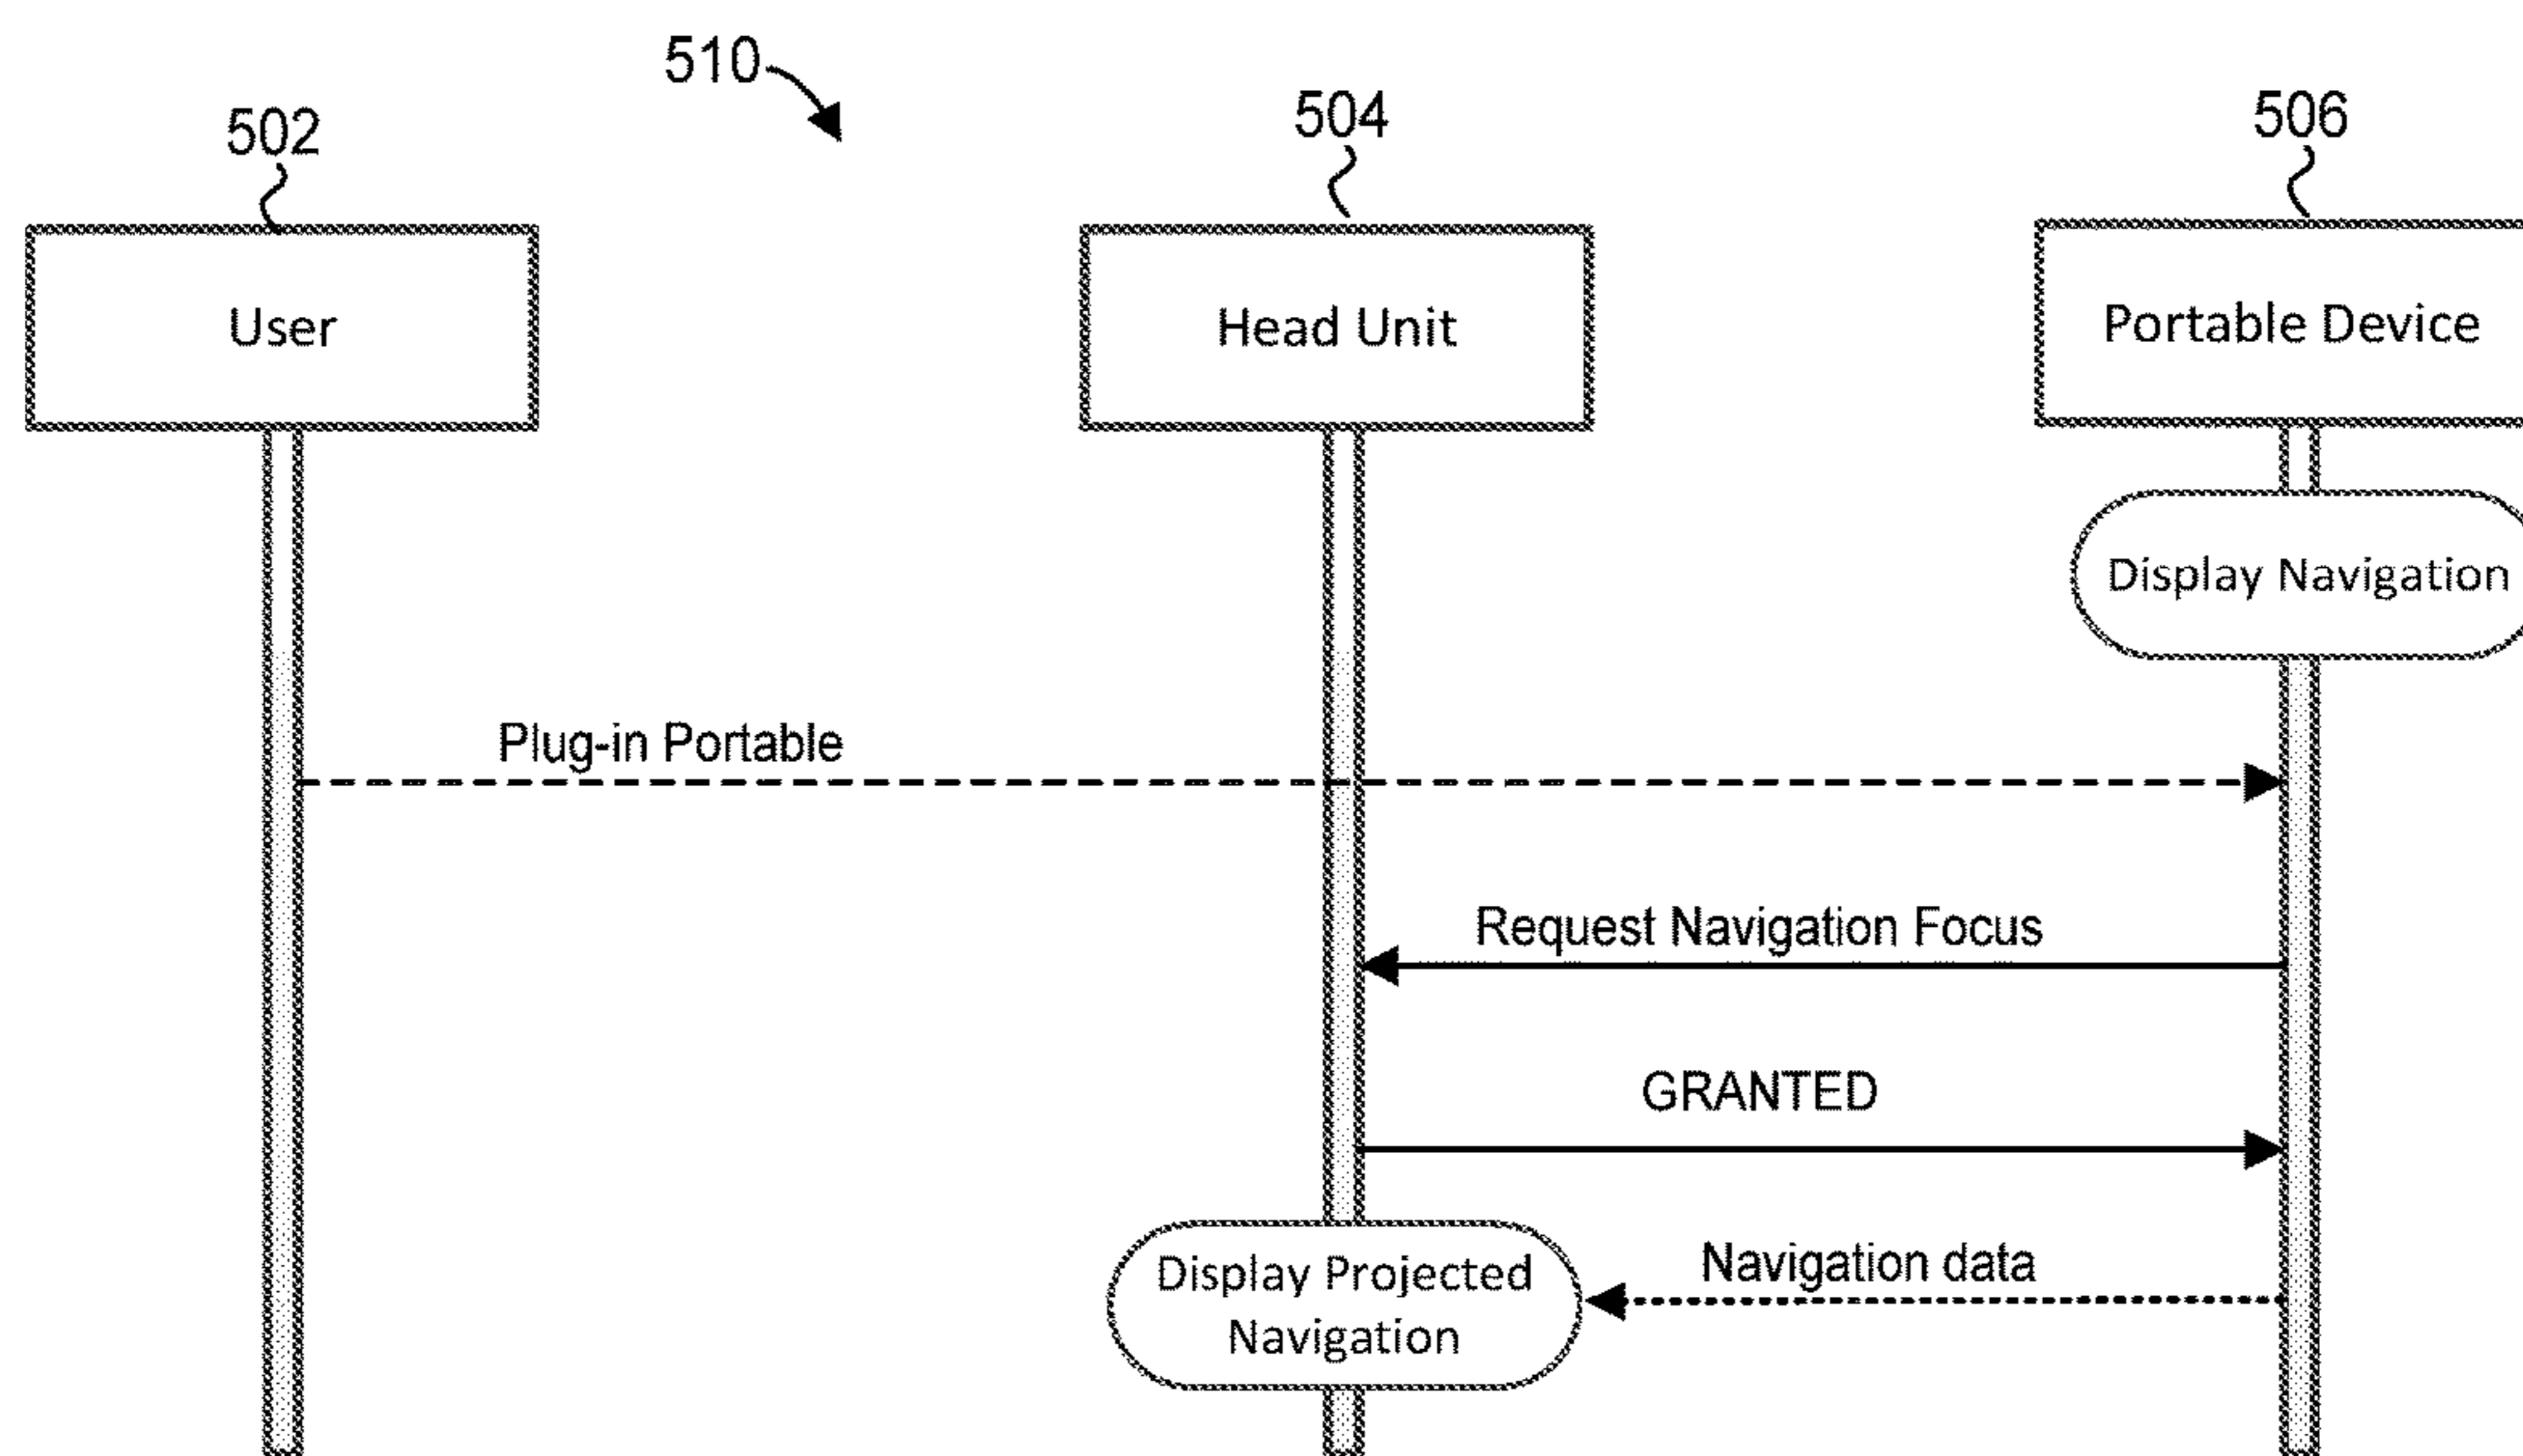 510
502
504
506
User
Head Unit
Portable Device
Display Navigation
Plug-in Portable
Request Navigation Focus
GRANTED
Navigation data
Display Projected
Navigation